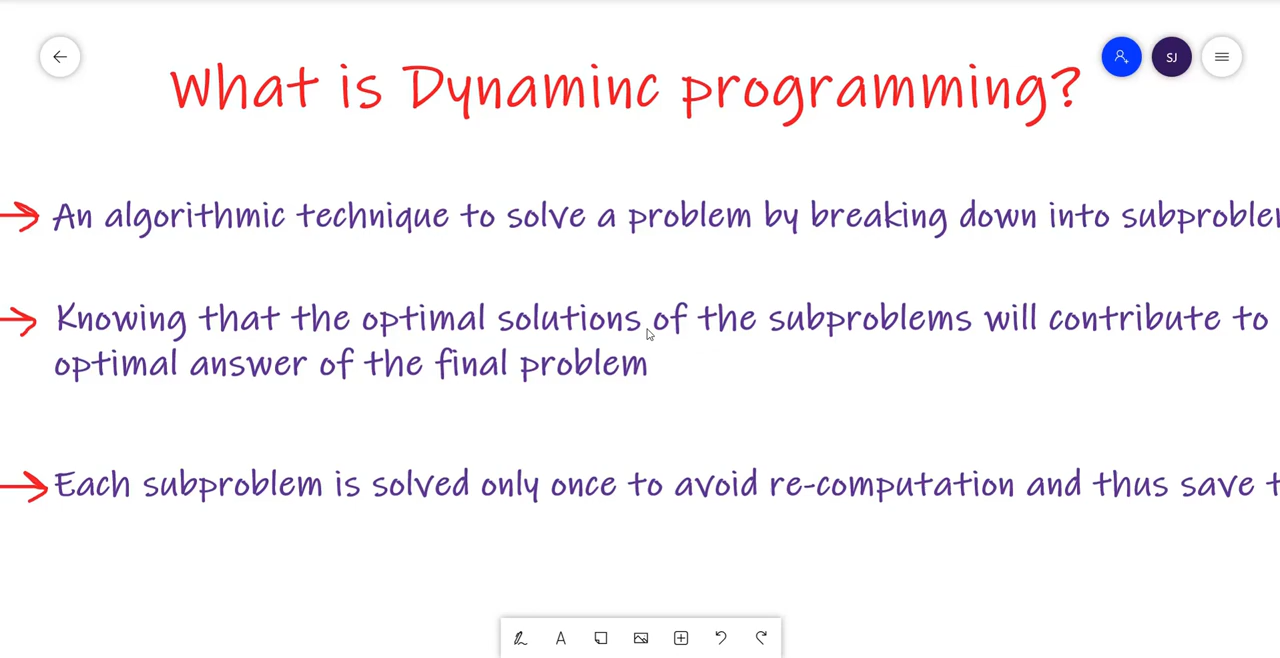 What is Dynaminc programming?
SJ
An algorithmic technique to solve a problem by breaking down into
Knowing that the optimal solutions of the subproblems will contribute to
optimal answer of the final problem
Each subproblem is solved only once to avoid re-computation and thus save
A